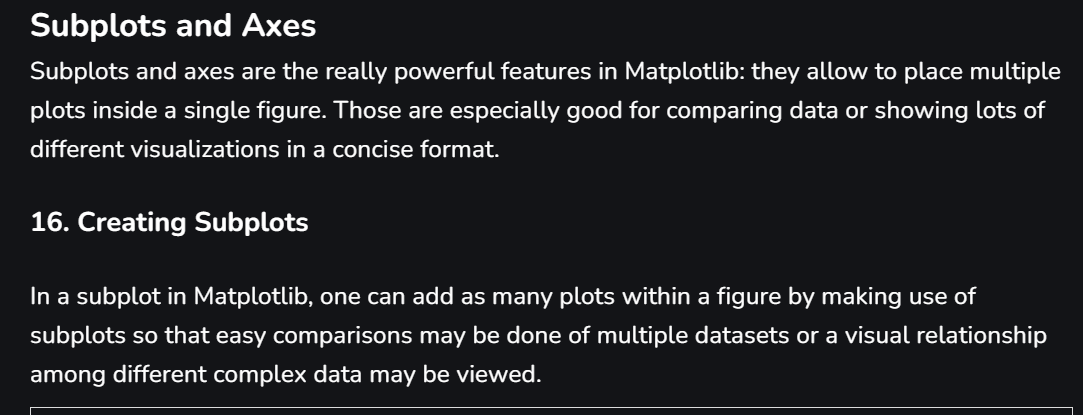 Subplots and Axes
Subplots and axes are the really powerful features in Matplotlib: they allow to place multiple
plots inside a single figure. Those are especially good for comparing data or showing lots of
different visualizations in a concise format.
16. Creating Subplots
In a subplot in Matplotlib, one can add as many plots within a figure by making use of
subplots so that easy comparisons may be done of multiple datasets or a visual relationship
among different complex data may be viewed.